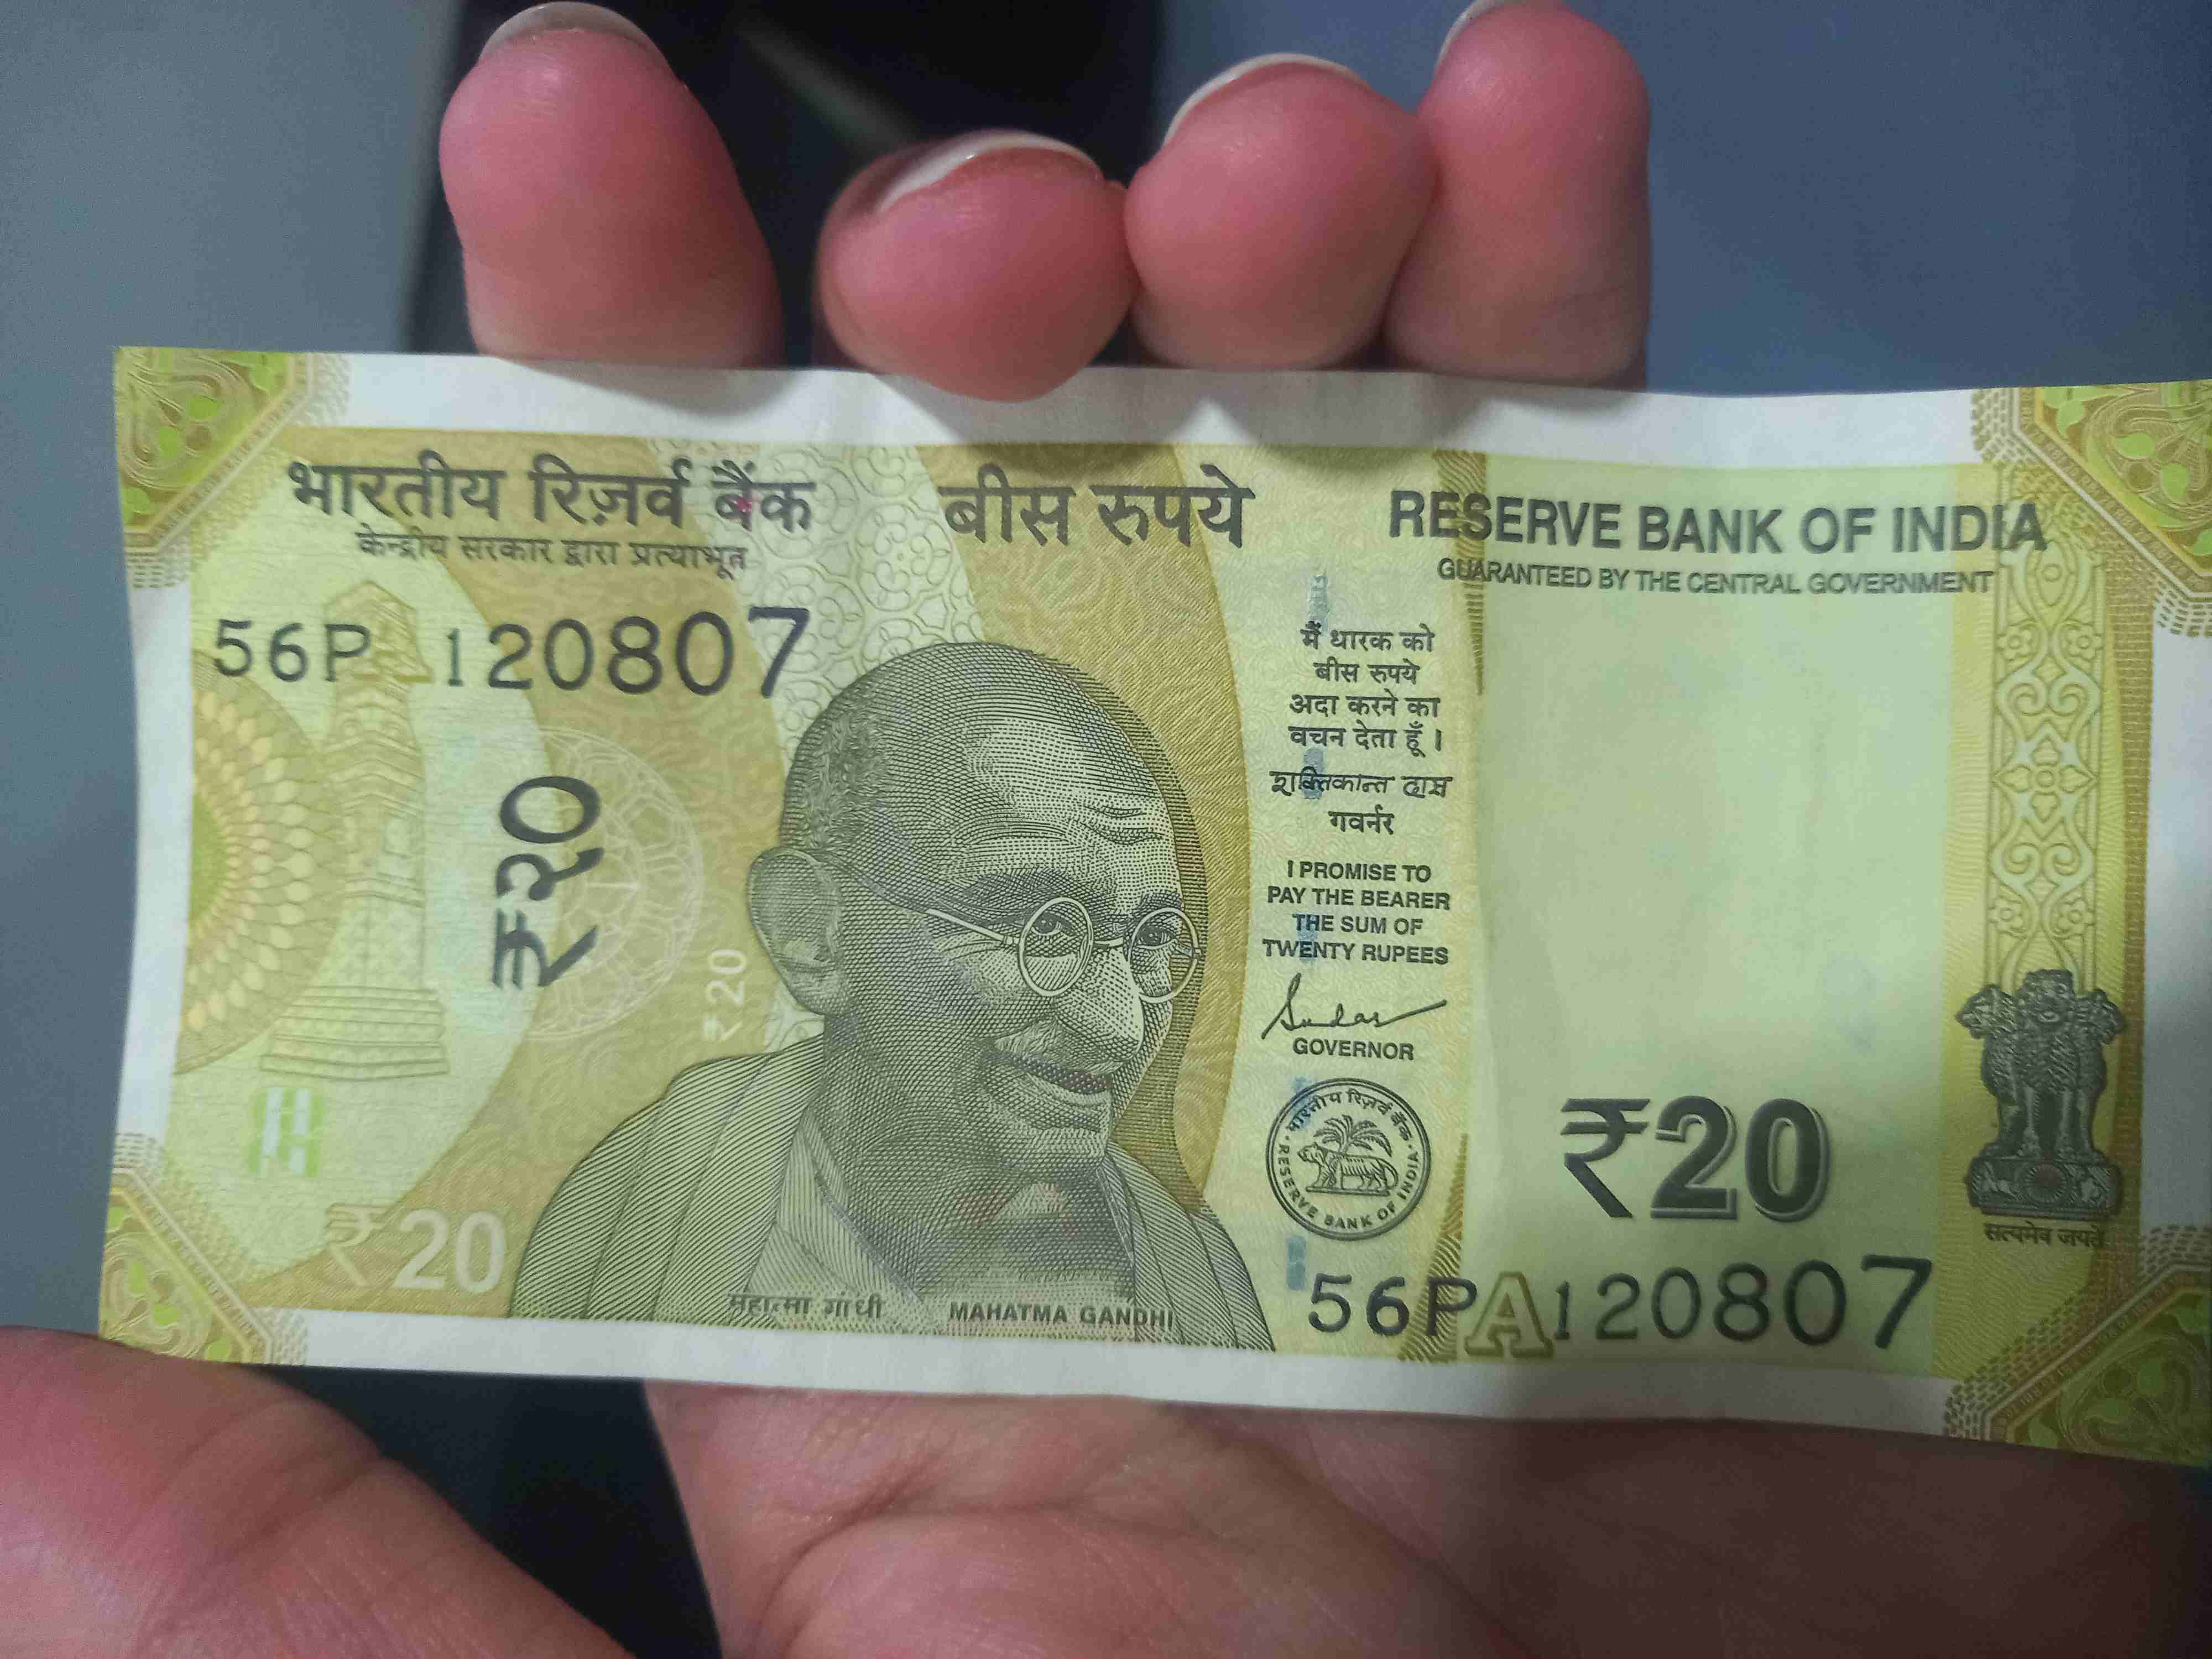 भारतीय रिज़र्व बैंक
केन्द्रीय सरकार द्वारा प्रत्याभूत
बीस रुपये
RESERVE BANK OF INDIA
GUARANTEED BY THE CENTRAL GOVERNMENT
56PA 120807
₹२०
₹20
मैं धारक को
बीस रुपये
अदा करने का
वचन देता हूँ ।
शक्तिकान्त दास
गवर्नर
I PROMISE TO
PAY THE BEARER
THE SUM OF
TWENTY RUPEES
Sndas
GOVERNOR
भारतीय रिज़र्व बैंक
RESERVE BANK OF INDIA
₹20
सत्यमेव जयते
₹20
महात्मा गांधी
MAHATMA GANDHI
56PA120807